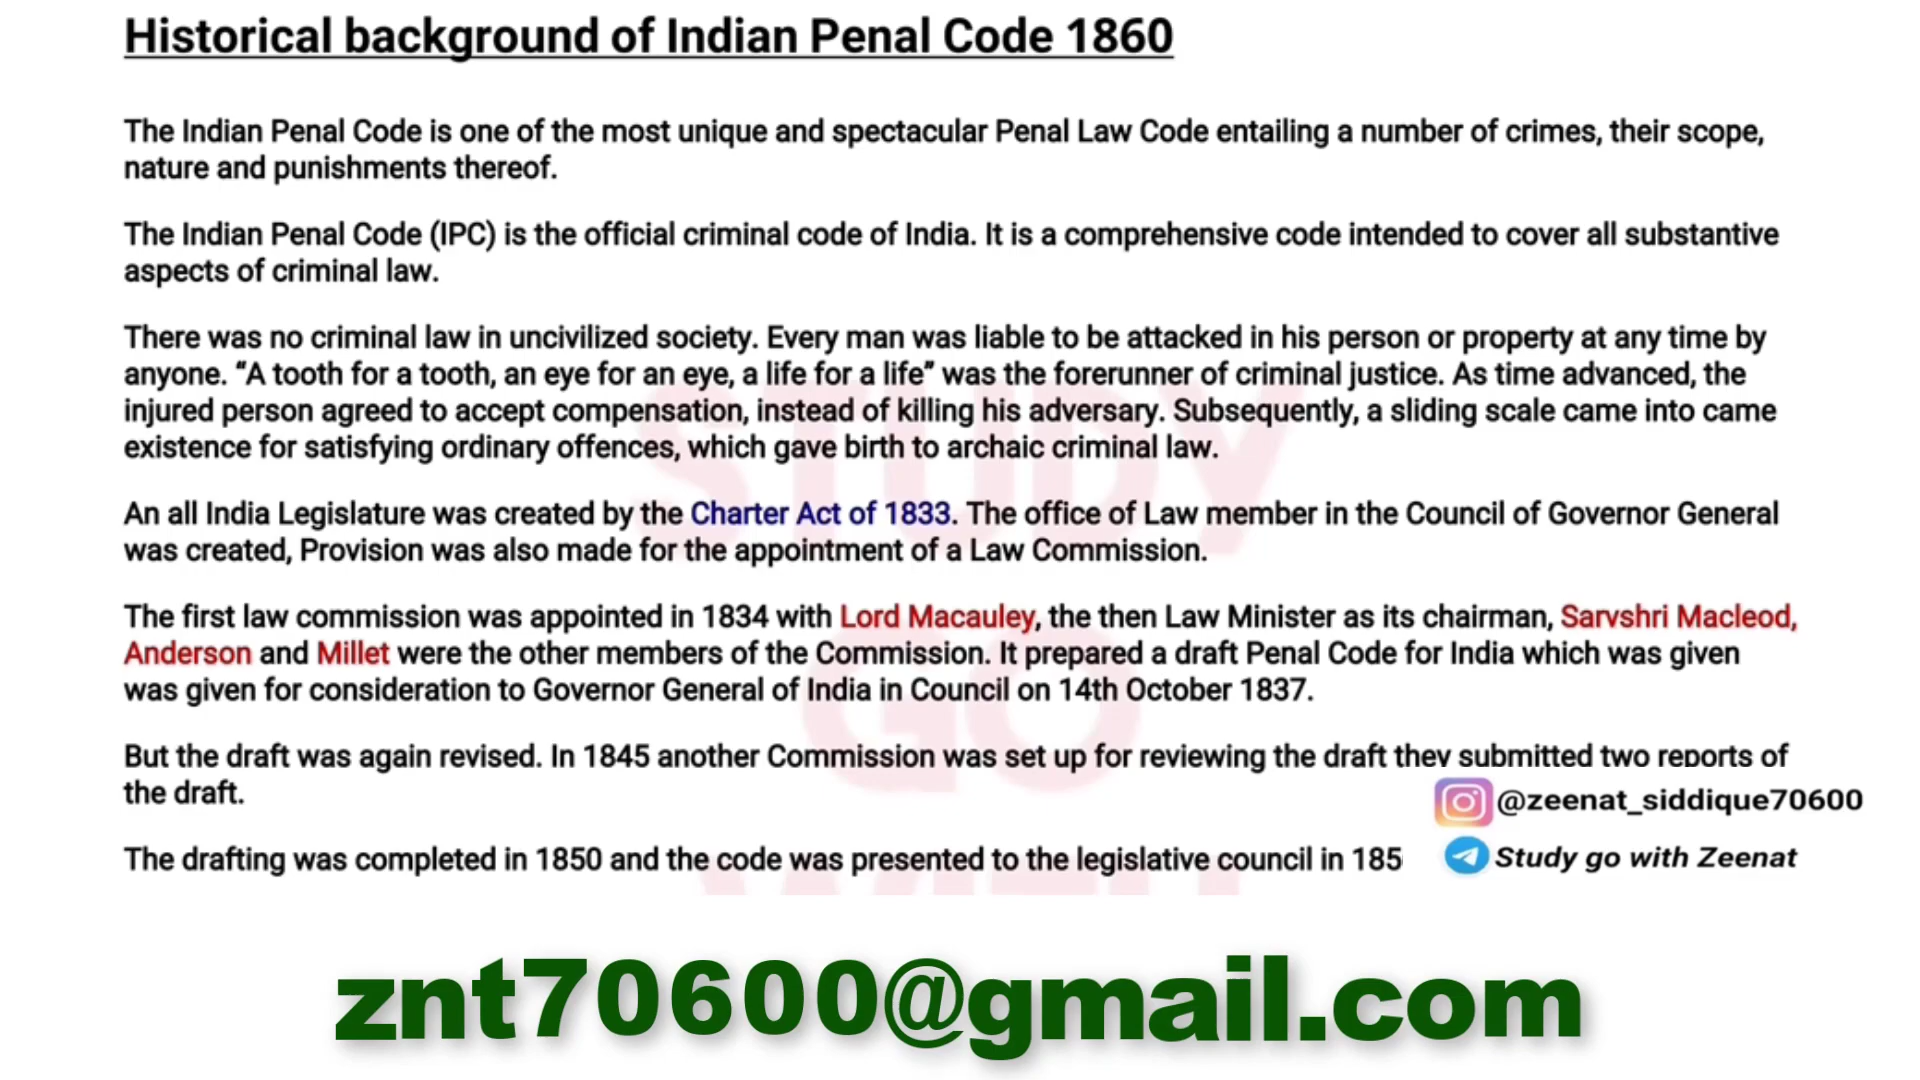 Historical background of Indian Penal Code 1860
The Indian Penal Code is one of the most unique and spectacular Penal Law Code entailing a number of crimes, their scope,
nature and punishments thereof.
The Indian Penal Code (IPC) is the official criminal code of India. It is a comprehensive code intended to cover all substantive
aspects of criminal law.
There was no criminal law in uncivilized society. Every man was liable to be attacked in his person or property at any time by
anyone. “A tooth for a tooth, an eye for an eye, a life for a life” was the forerunner of criminal justice. As time advanced, the
injured person agreed to accept compensation, instead of killing his adversary. Subsequently, a sliding scale came into came
existence for satisfying ordinary offences, which gave birth to archaic criminal law.
An all India Legislature was created by the Charter Act of 1833. The office of Law member in the Council of Governor General
was created, Provision was also made for the appointment of a Law Commission.
The first law commission was appointed in 1834 with Lord Macauley, the then Law Minister as its chairman, Sarvshri Macleod,
Anderson and Millet were the other members of the Commission. It prepared a draft Penal Code for India which was given
was given for consideration to Governor General of India in Council on 14th October 1837.
But the draft was again revised. In 1845 another Commission was set up for reviewing the draft they submitted two reports of
the draft.
@zeenat_siddique70600
The drafting was completed in 1850 and the code was presented to the legislative council in 185
Study go with Zeenat
STUDY
GO
znt70600@gmail.com